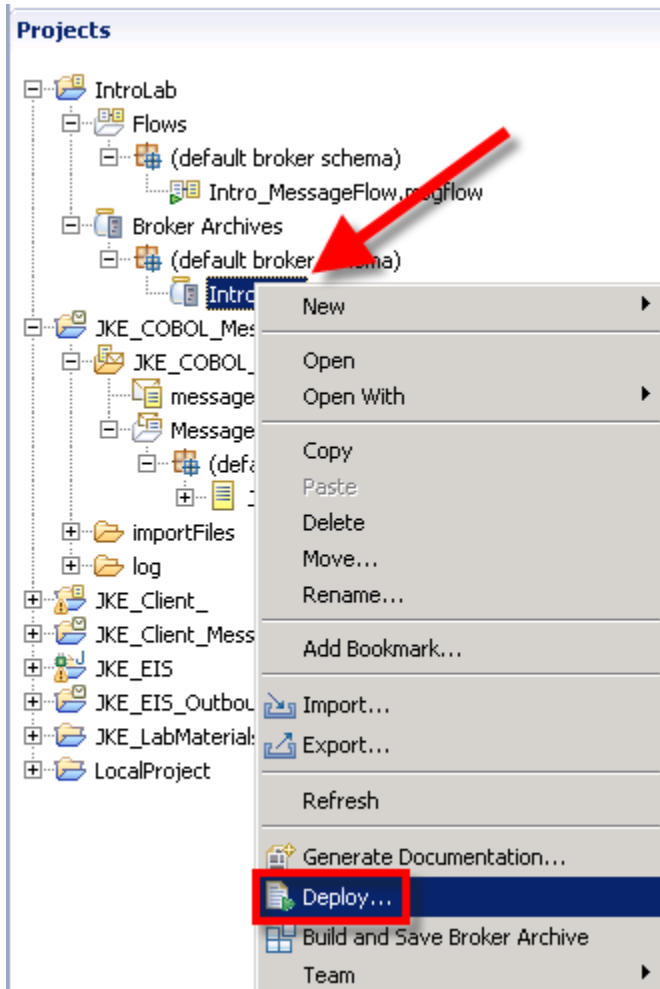 Projects
IntroLab
Flows
(default broker schema)
Intro_MessageFlow.msgflow
Broker Archives
(default broker schema)
Intro
New
JKE_COBOL_Mes
Open
JKE_COBOL_
Open With
message
Message
Copy
(defa
Paste
Delete
importFiles
Move...
log
Rename...
JKE_Client_
JKE_Client_Mess
Add Bookmark...
JKE_EIS
JKE_EIS_Outbou
Import...
JKE_LabMaterials
Export...
LocalProject
Refresh
Generate Documentation...
Deploy...
Build and Save Broker Archive
Team